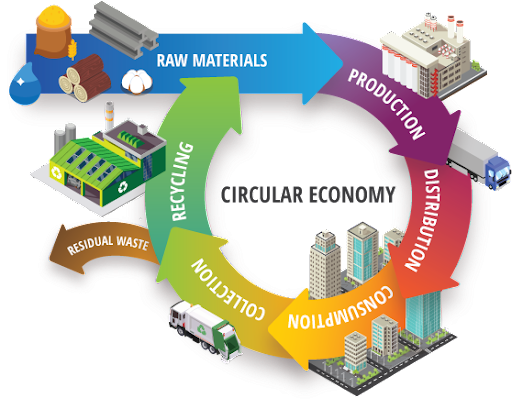 RAW MATERIALS
PRODUCTION
DISTRIBUTION
CONSUMPTION
COLLECTION
RECYCLING
RESIDUAL WASTE
CIRCULAR ECONOMY